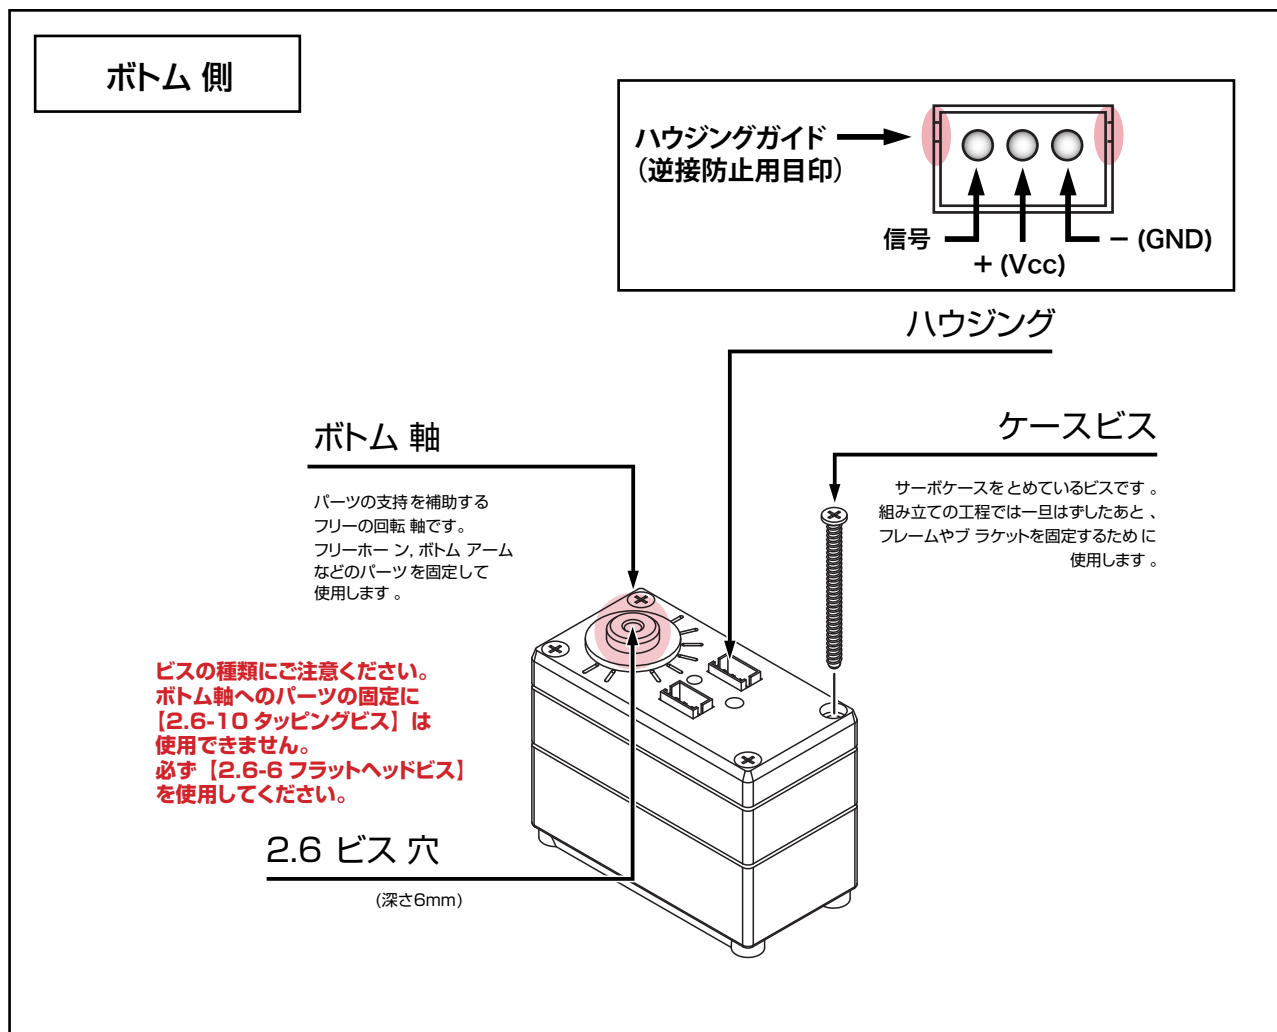 ボトム 側
ハウジングガイド
（逆接防止用目印）
信号
＋ (Vcc)
− (GND)
ハウジング
ボトム 軸
パーツの支持を補助する
フリーの回転 軸です。
フリーホー ン, ボトム アーム
などのパーツ を固定して
使用します 。
ケースビス
サーボケースを とめているビスです 。
組み立ての工程では一旦はずしたあと 、
フレームやブ ラケットを固定するため に
使用します 。
ビスの種類にご注意ください。
ボトム軸へのパーツの固定に
【2.6-10 タッピングビス】は
使用できません。
必ず【2.6-6 フラットヘッドビス】
を使用してください。
2.6 ビス 穴
(深さ6mm)